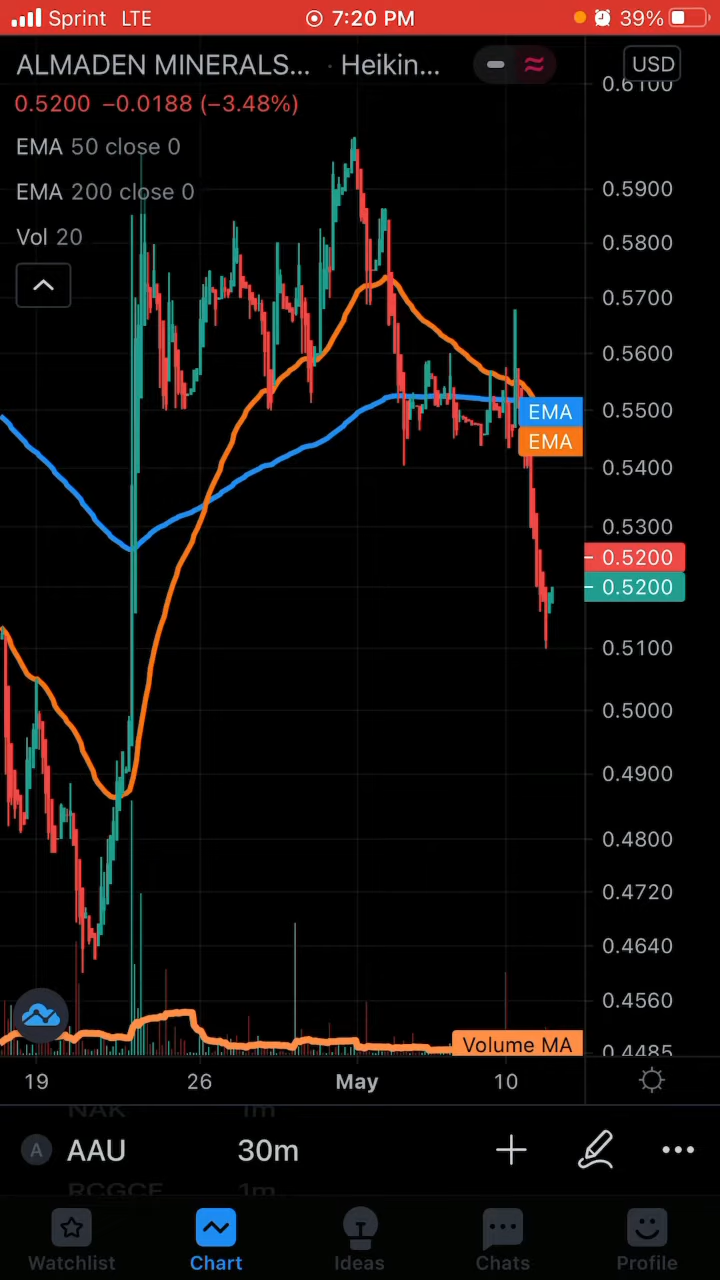 Sprint LTE 7:20 PM 39%
ALMADEN MINERALS... · Heikin... USD
0.5200 −0.0188 (−3.48%)
EMA 50 close 0
EMA 200 close 0
Vol 20
0.6100
0.5900
0.5800
0.5700
0.5600
0.5500
EMA
EMA
0.5400
0.5300
0.5200
0.5200
0.5100
0.5000
0.4900
0.4800
0.4720
0.4640
0.4560
Volume MA
0.4485
19 26 May 10
NAK 1m
A AAU 30m
RCGCF 1m
Watchlist Chart Ideas Chats Profile